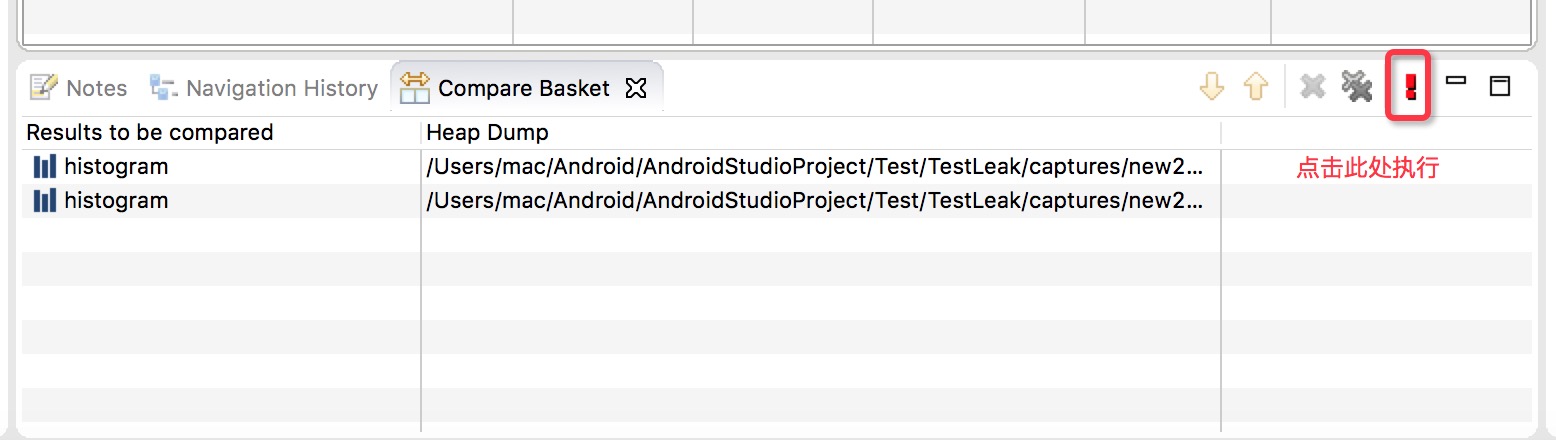 Notes Navigation History Compare Basket
Results to be compared Heap Dump
histogram /Users/mac/Android/AndroidStudioProject/Test/TestLeak/captures/new2... 点击此处执行
histogram /Users/mac/Android/AndroidStudioProject/Test/TestLeak/captures/new2...